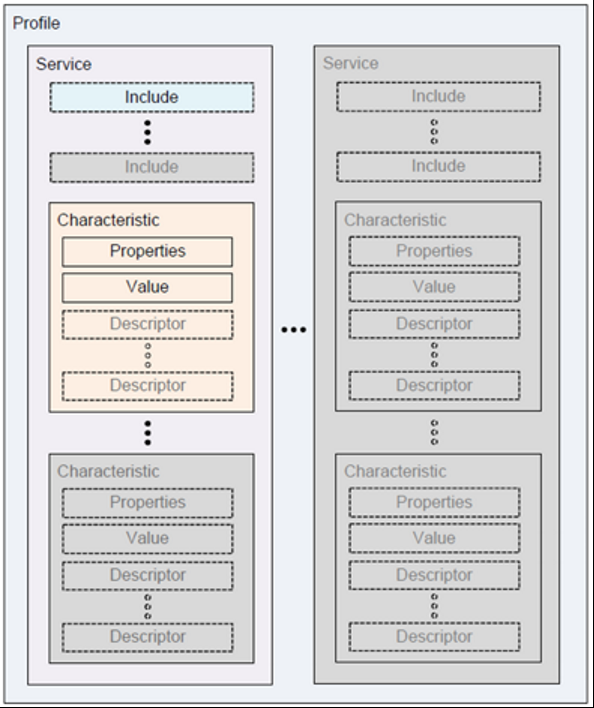 Profile
Service
Include
Include
Characteristic
Properties
Value
Descriptor
Descriptor
Characteristic
Properties
Value
Descriptor
Descriptor
Service
Include
Include
Characteristic
Properties
Value
Descriptor
Descriptor
Characteristic
Properties
Value
Descriptor
Descriptor